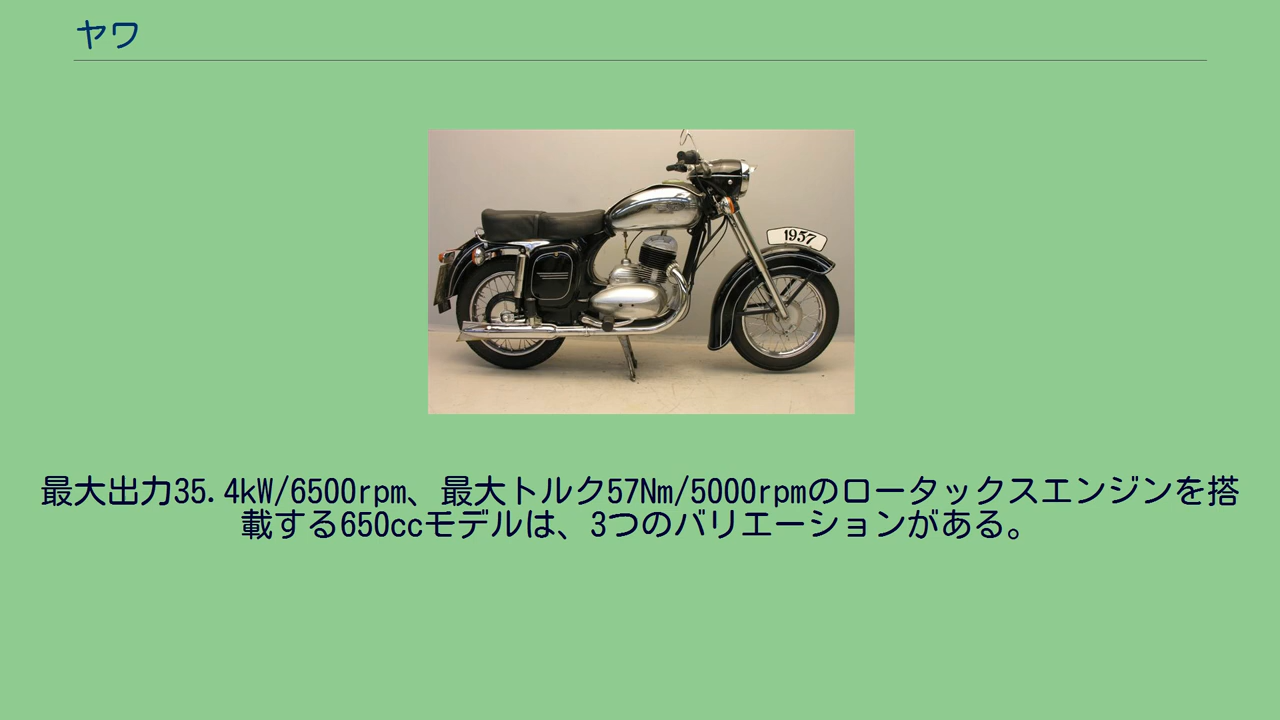 ヤワ
1957
最大出力35.4kW/6500rpm、最大トルク57Nm/5000rpmのロータックスエンジンを搭
載する650ccモデルは、3つのバリエーションがある。